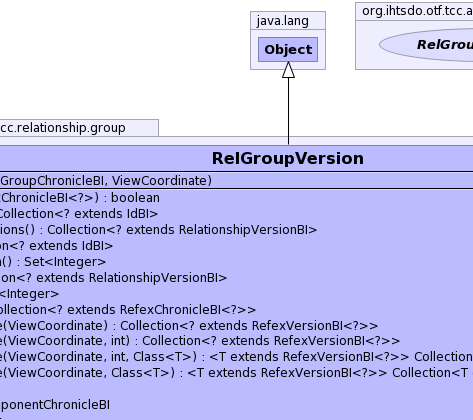 java.lang
Object
org.ihtsdo.otf.tcc.a
RelGroup
cc.relationship.group
RelGroupVersion
GroupChronicleBI, ViewCoordinate)
ChronicleBI<?>) : boolean
Collection<? extends IdBI>
ions() : Collection<? extends RelationshipVersionBI>
on<? extends IdBI>
() : Set<Integer>
ion<? extends RelationshipVersionBI>
<Integer>
ollection<? extends RefexChronicleBI<?>>
e(ViewCoordinate) : Collection<? extends RefexVersionBI<?>>
e(ViewCoordinate, int) : Collection<? extends RefexVersionBI<?>>
e(ViewCoordinate, int, Class<T>) : <T extends RefexVersionBI<?>> Collection
e(ViewCoordinate, Class<T>) : <T extends RefexVersionBI<?>> Collection<T
ponentChronicleBI